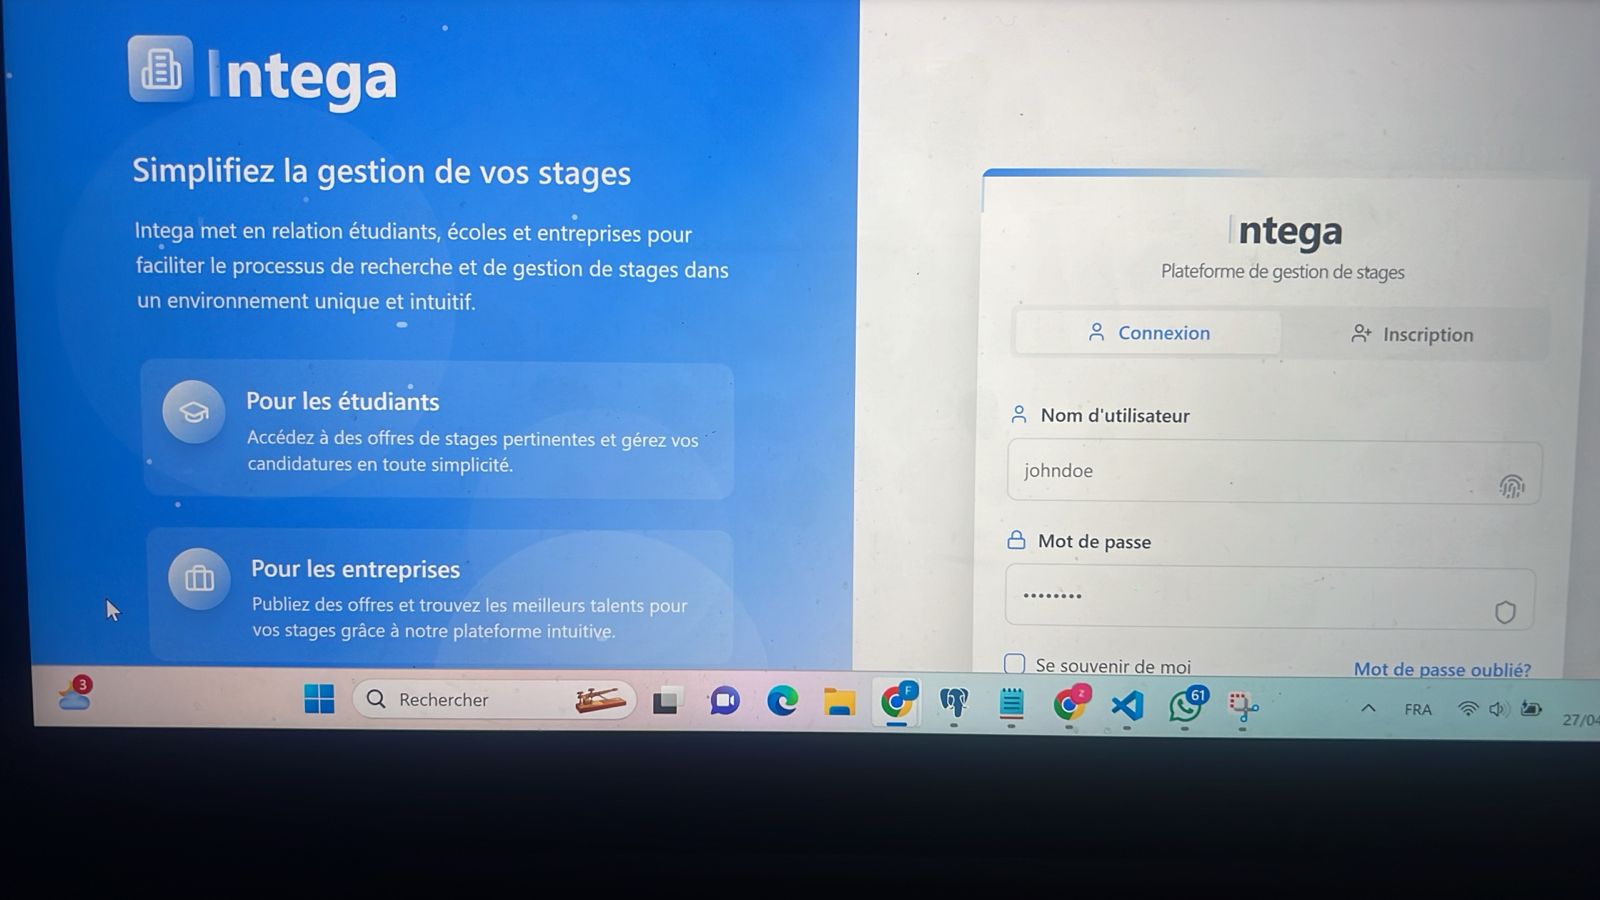 Intega
Simplifiez la gestion de vos stages
Intega met en relation étudiants, écoles et entreprises pour
faciliter le processus de recherche et de gestion de stages dans
un environnement unique et intuitif.
Pour les étudiants
Accédez à des offres de stages pertinentes et gérez vos
candidatures en toute simplicité.
Pour les entreprises
Publiez des offres et trouvez les meilleurs talents pour
vos stages grâce à notre plateforme intuitive.
Intega
Plateforme de gestion de stages
Connexion
Inscription
Nom d'utilisateur
johndoe
Mot de passe
••••••••
Se souvenir de moi
Mot de passe oublié?
3
Rechercher
F
z
61
FRA
27/04